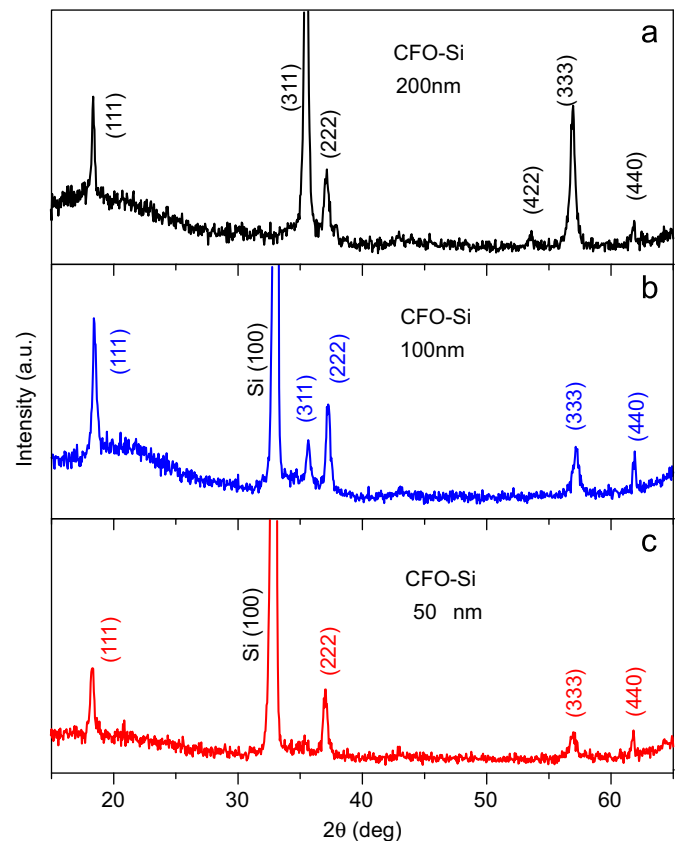 a
CFO-Si
200nm
(111)
(311)
(222)
(422)
(333)
(440)
b
CFO-Si
100nm
(111)
Si (100)
(311)
(222)
(333)
(440)
c
CFO-Si
50 nm
(111)
Si (100)
(222)
(333)
(440)
Intensity (a.u.)
20 30 40 50 60
2θ (deg)